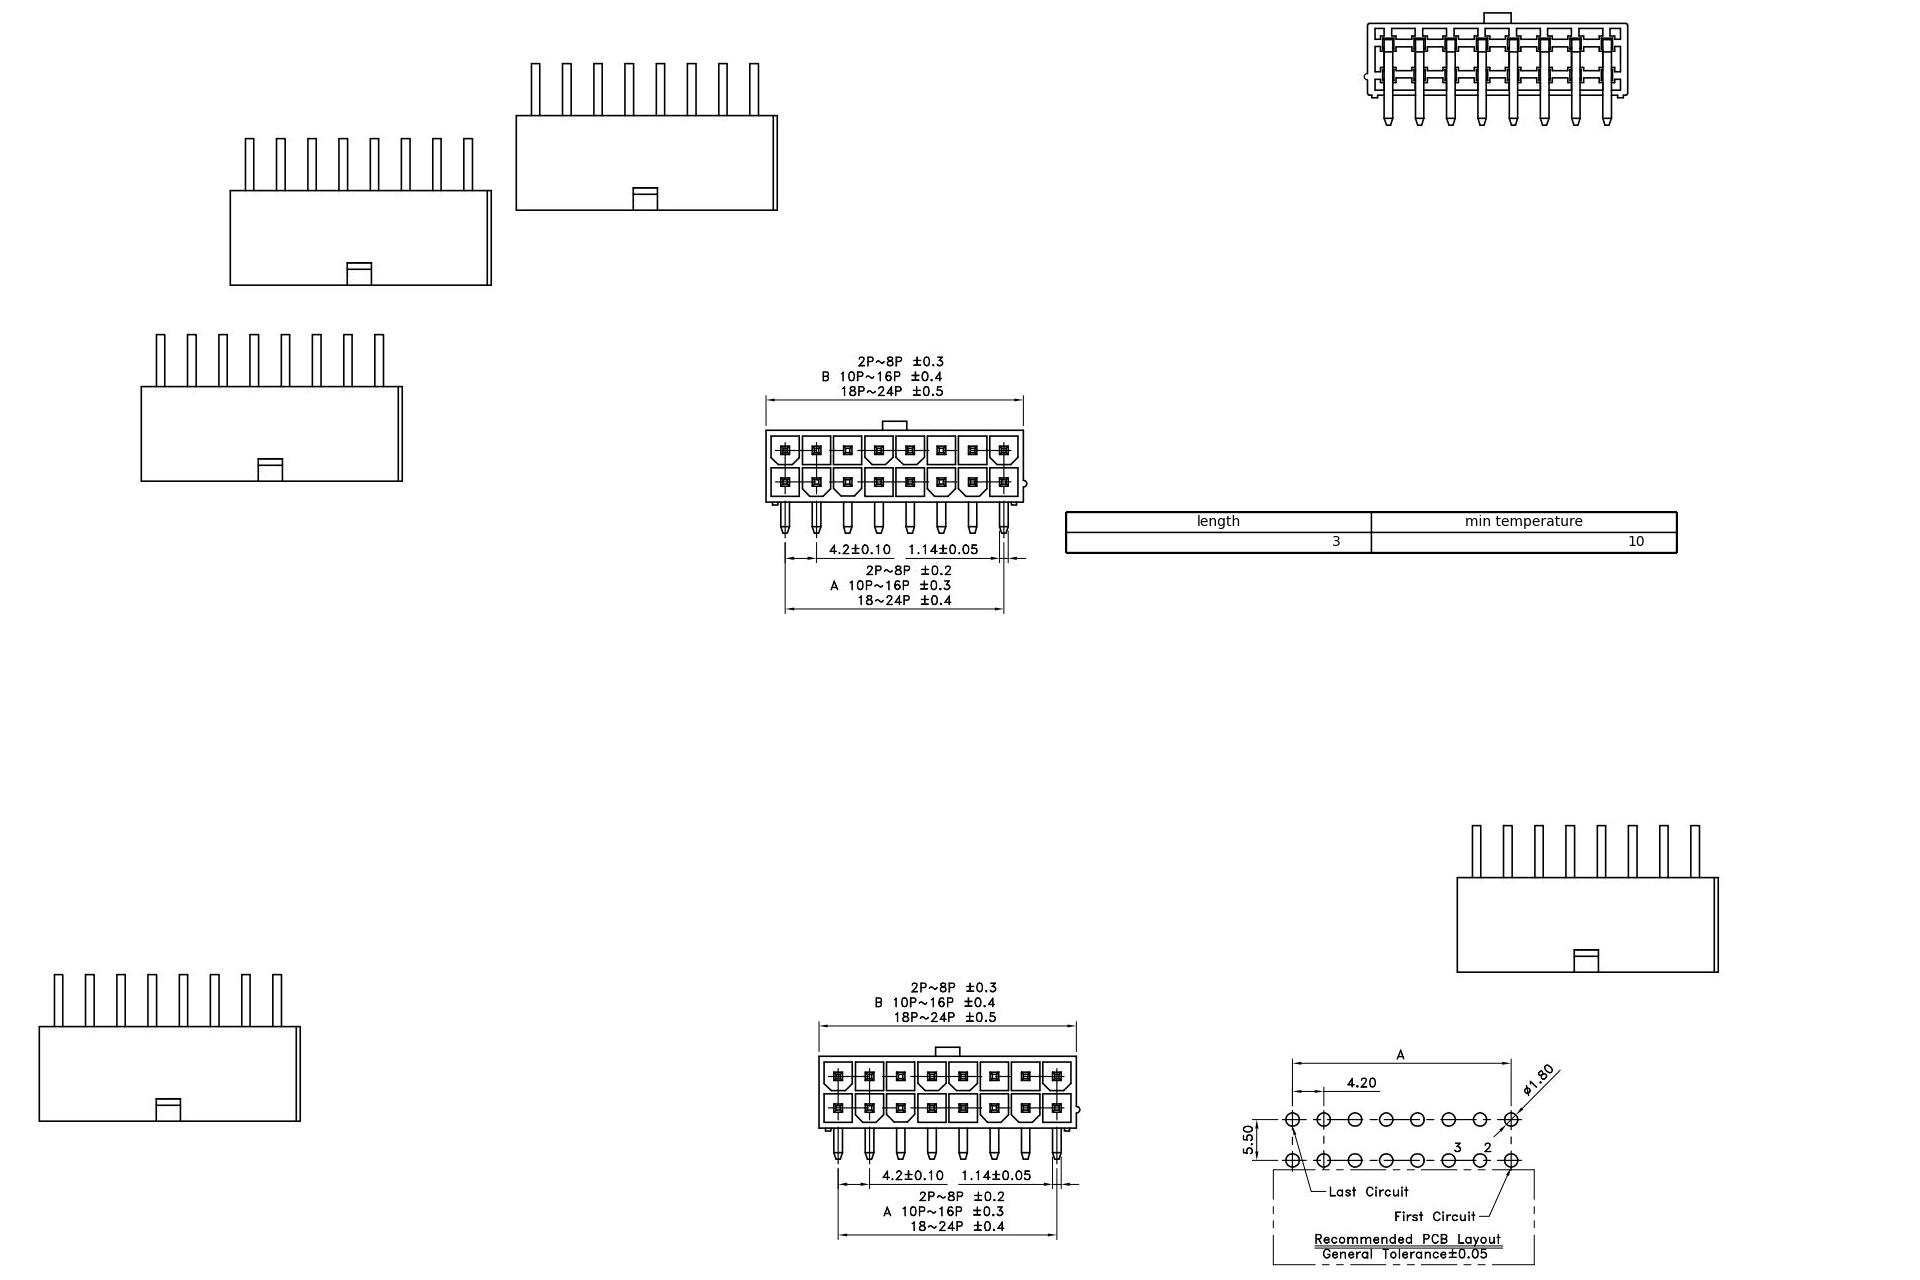 2P~8P ±0.3
B 10P~16P ±0.4
18P~24P ±0.5
4.2±0.10 1.14±0.05
2P~8P ±0.2
A 10P~16P ±0.3
18~24P ±0.4
length min temperature
3 10
2P~8P ±0.3
B 10P~16P ±0.4
18P~24P ±0.5
4.2±0.10 1.14±0.05
2P~8P ±0.2
A 10P~16P ±0.3
18~24P ±0.4
A
4.20
ø1.80
5.50
3 2
Last Circuit
First Circuit
Recommended PCB Layout
General Tolerance±0.05